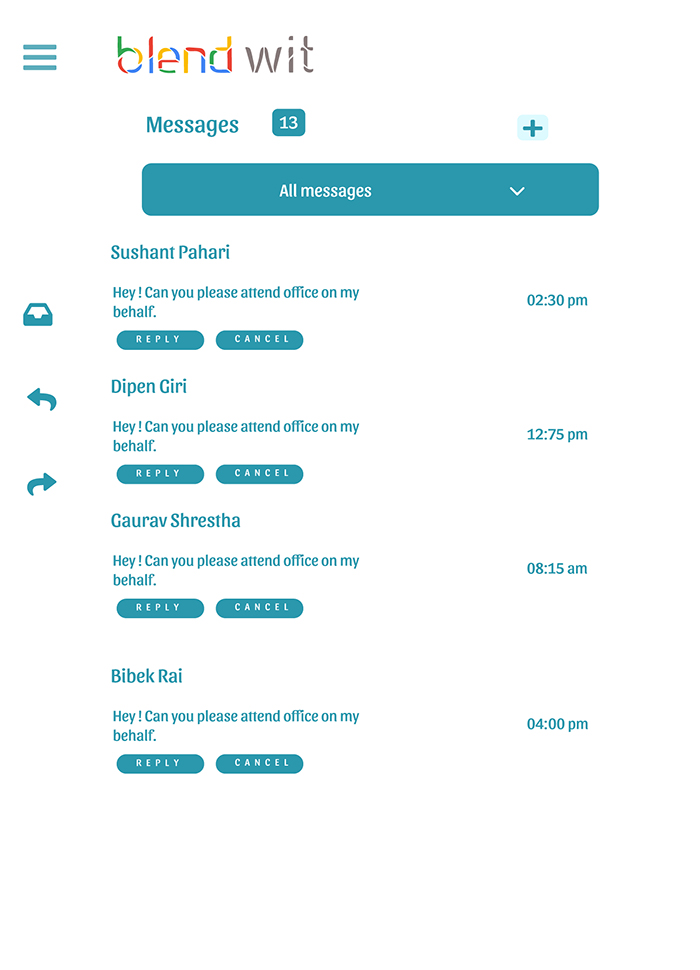 blend wit
Messages 13
All messages
Sushant Pahari
Hey ! Can you please attend office on my
behalf.
02:30 pm
REPLY CANCEL
Dipen Giri
Hey ! Can you please attend office on my
behalf.
12:75 pm
REPLY CANCEL
Gaurav Shrestha
Hey ! Can you please attend office on my
behalf.
08:15 am
REPLY CANCEL
Bibek Rai
Hey ! Can you please attend office on my
behalf.
04:00 pm
REPLY CANCEL